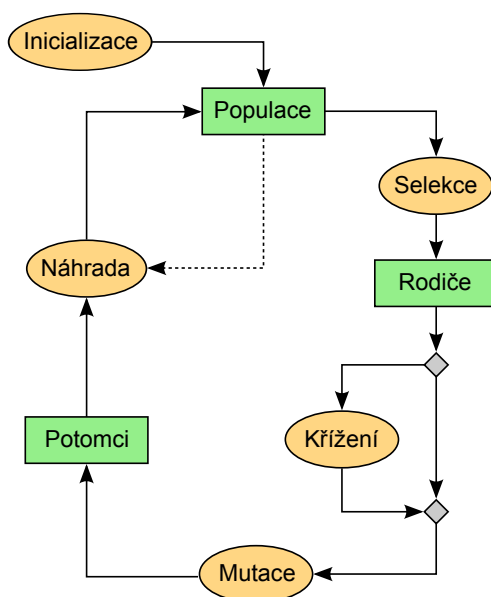 Inicializace
Populace
Selekce
Náhrada
Rodiče
Křížení
Potomci
Mutace